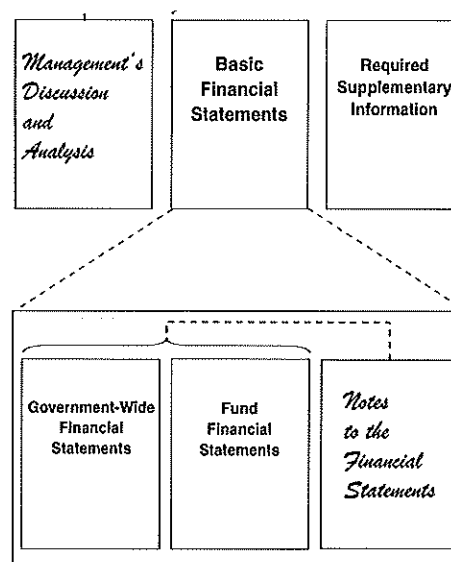 Management's
Discussion
and
Analysis
Basic
Financial
Statements
Required
Supplementary
Information
Government-Wide
Financial
Statements
Fund
Financial
Statements
Notes
to the
Financial
Statements